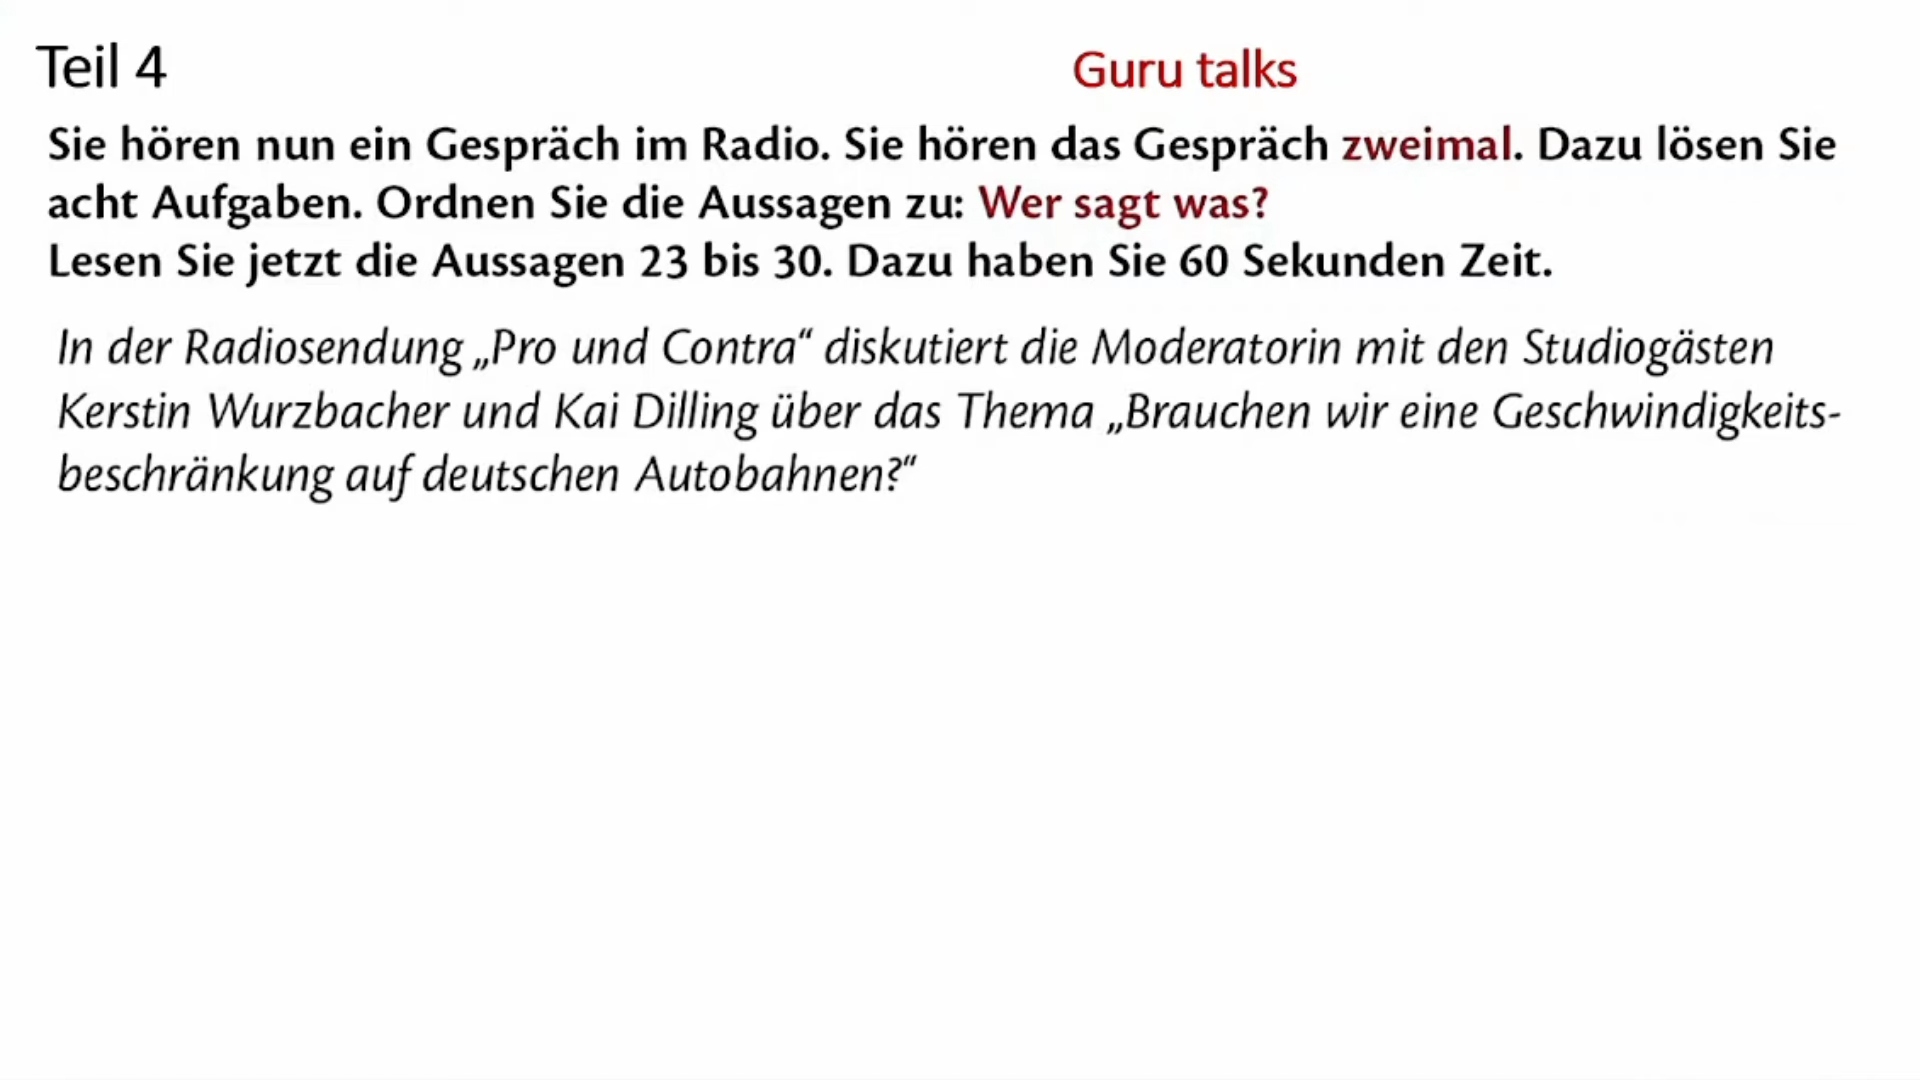 Teil 4
Guru talks
Sie hören nun ein Gespräch im Radio. Sie hören das Gespräch zweimal. Dazu lösen Sie
acht Aufgaben. Ordnen Sie die Aussagen zu: Wer sagt was?
Lesen Sie jetzt die Aussagen 23 bis 30. Dazu haben Sie 60 Sekunden Zeit.
In der Radiosendung „Pro und Contra“ diskutiert die Moderatorin mit den Studiogästen
Kerstin Wurzbacher und Kai Dilling über das Thema „Brauchen wir eine Geschwindigkeits-
beschränkung auf deutschen Autobahnen?“